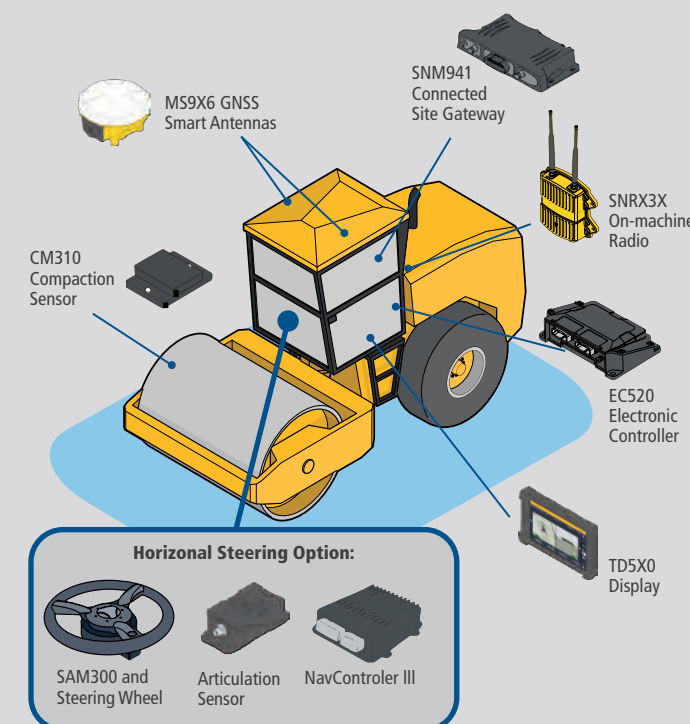 MS9X6 GNSS
Smart Antennas
SNM941
Connected
Site Gateway
SNRX3X
On-machine
Radio
CM310
Compaction
Sensor
EC520
Electronic
Controller
TD5X0
Display
Horizonal Steering Option:
SAM300 and
Steering Wheel
Articulation
Sensor
NavControler lll